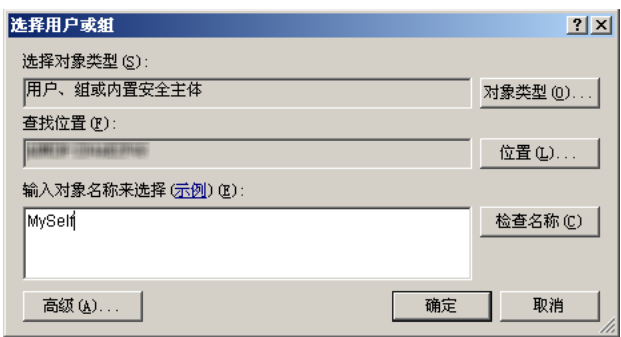 选择用户或组
选择对象类型(S):
用户、组或内置安全主体
对象类型(O)...
查找位置(F):
位置(L)...
输入对象名称来选择(示例)(E):
MySelf
检查名称(C)
高级(A)...
确定
取消